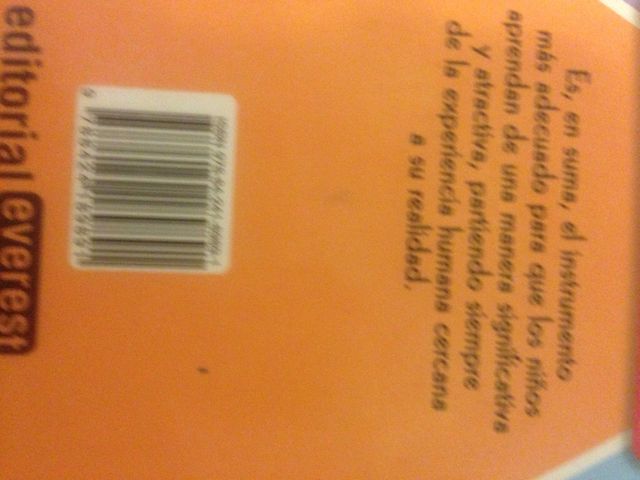 Es, en suma, el instrumento
más adecuado para que los niños
aprendan de una manera significativa
y atractiva, partiendo siempre
de la experiencia humana cercana
a su realidad.
editorial everest